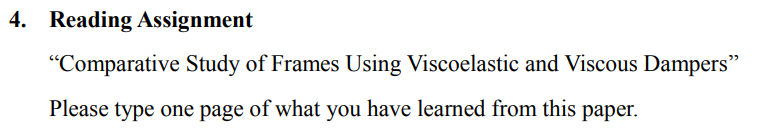 4. Reading Assignment
“Comparative Study of Frames Using Viscoelastic and Viscous Dampers”
Please type one page of what you have learned from this paper.